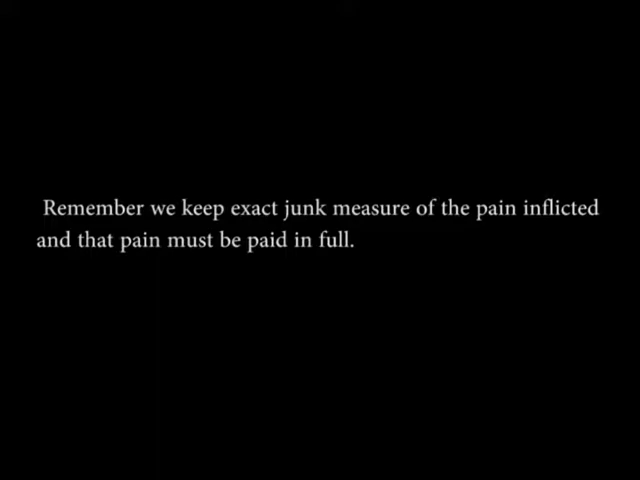 Remember we keep exact junk measure of the pain inflicted
and that pain must be paid in full.